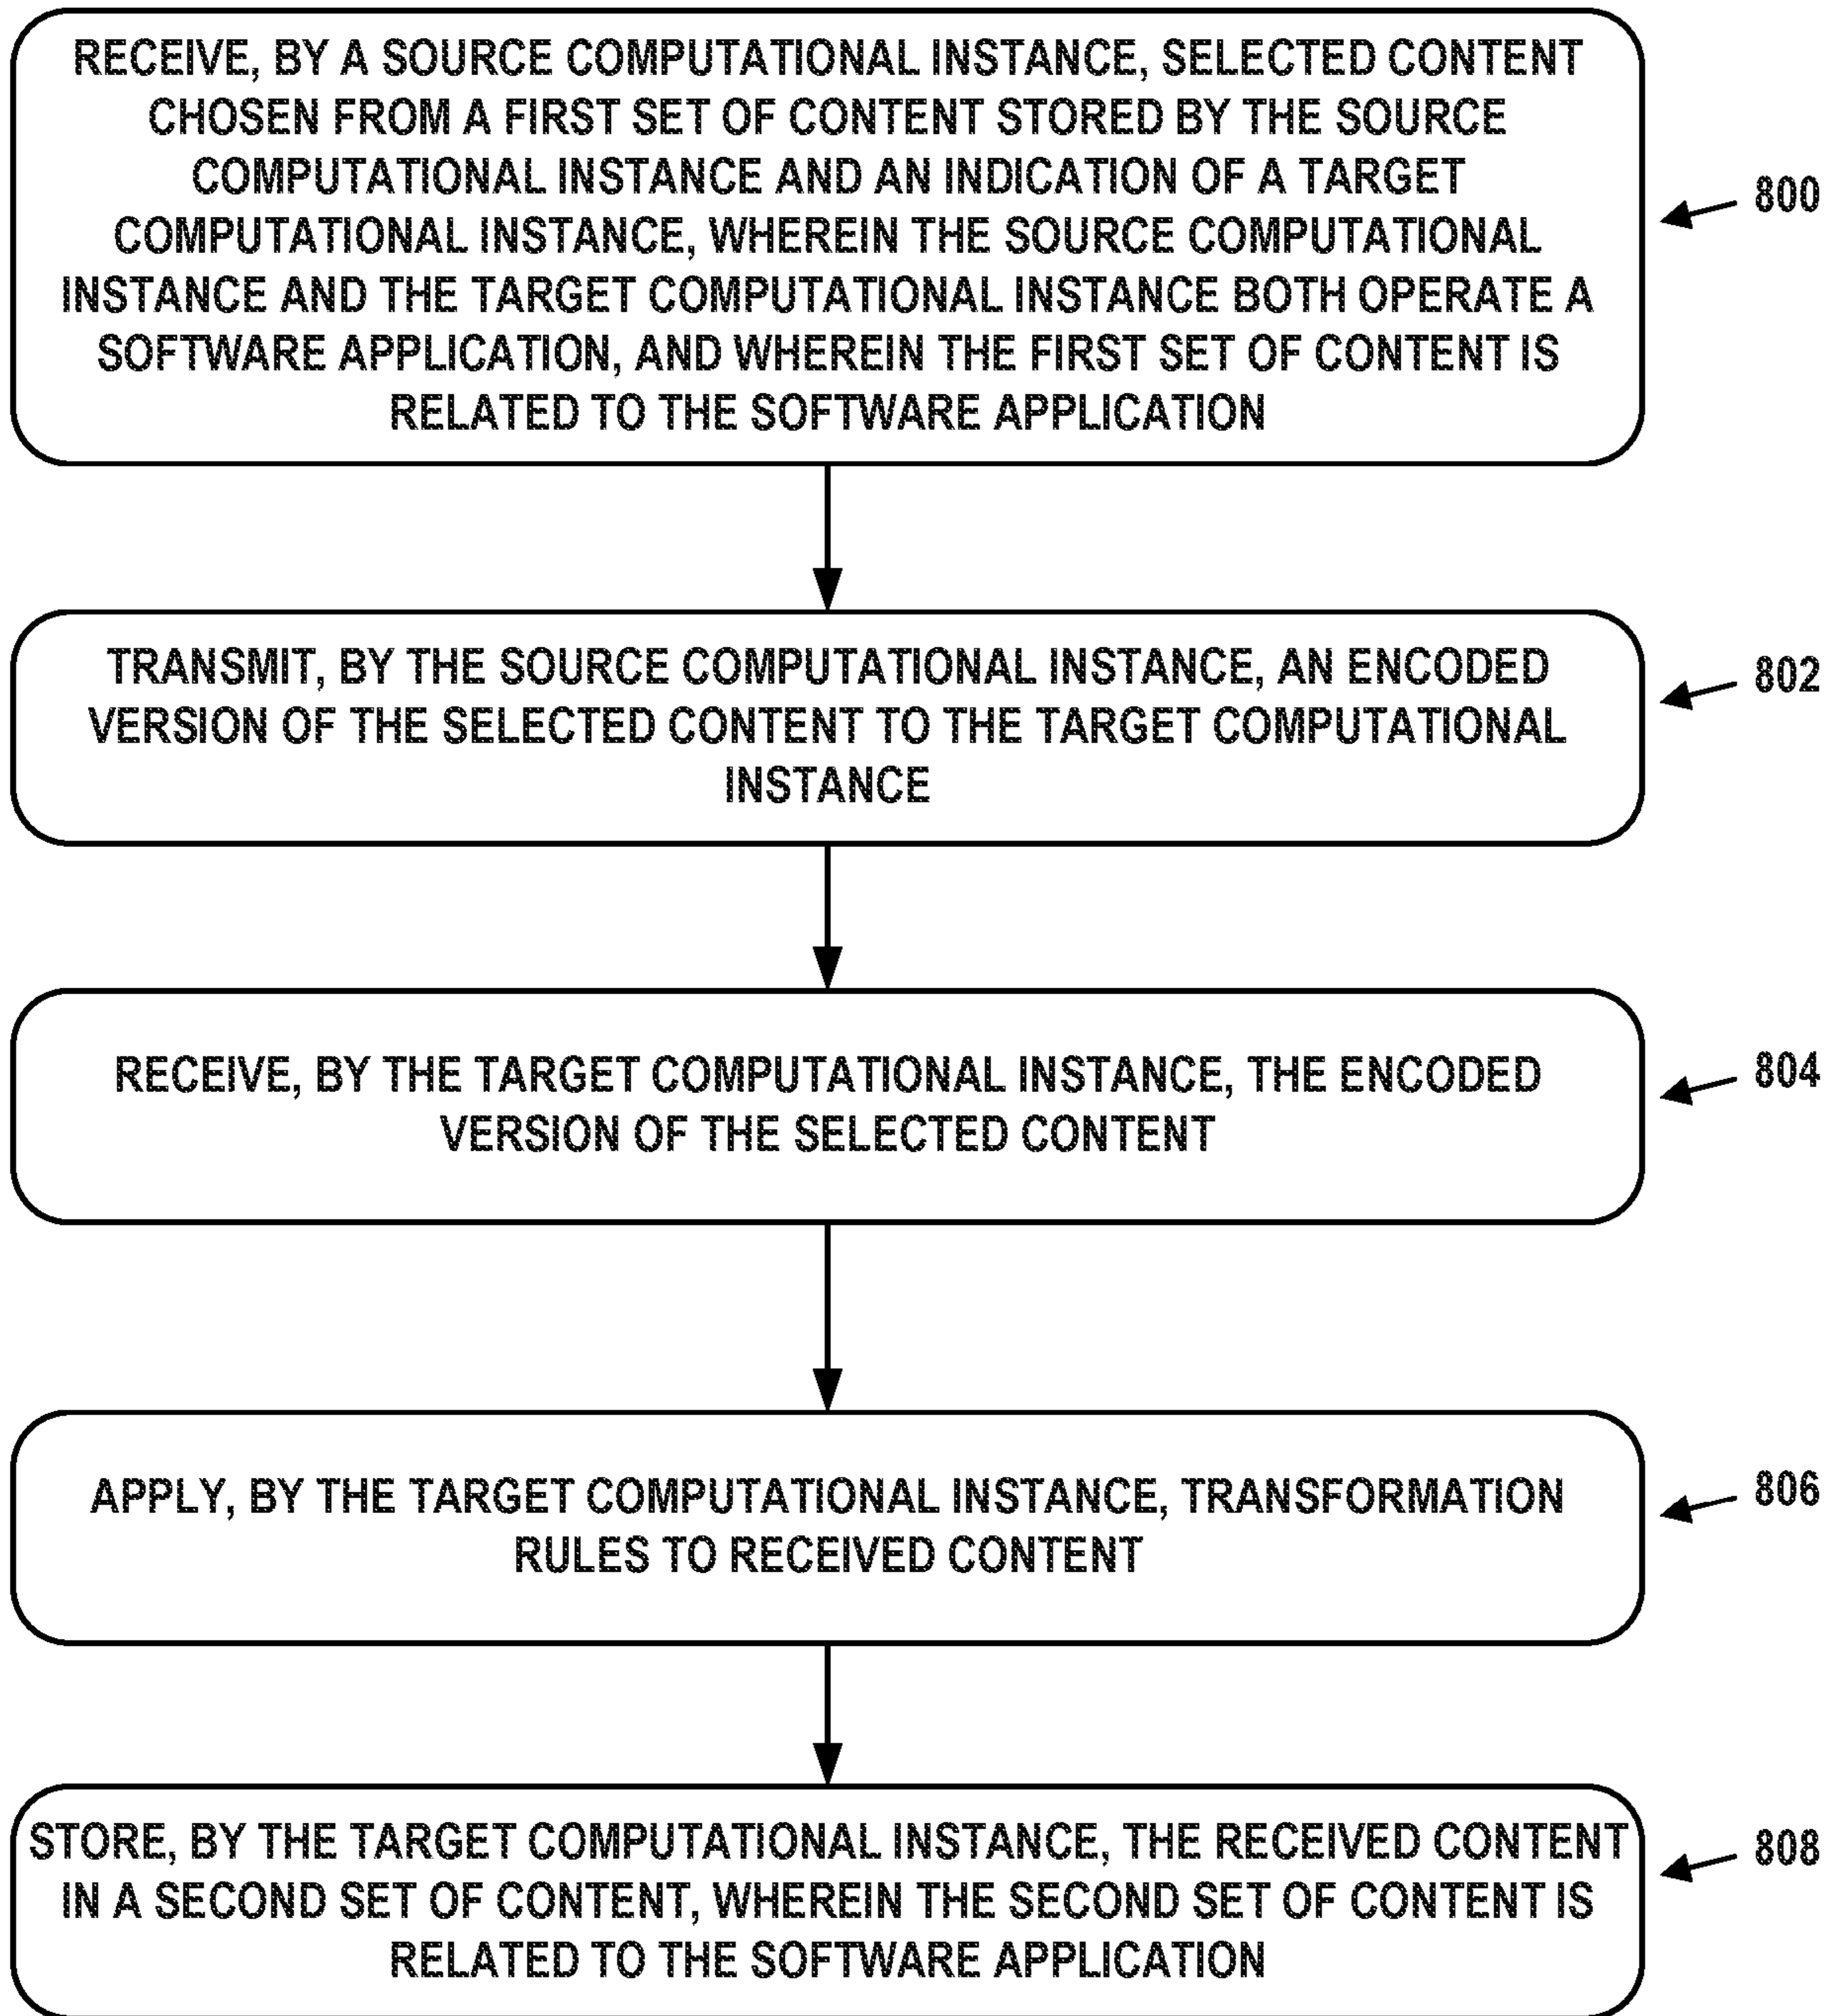 RECEIVE, BY A SOURCE COMPUTATIONAL INSTANCE, SELECTED CONTENT
CHOSEN FROM A FIRST SET OF CONTENT STORED BY THE SOURCE
COMPUTATIONAL INSTANCE AND AN INDICATION OF A TARGET
COMPUTATIONAL INSTANCE, WHEREIN THE SOURCE COMPUTATIONAL
INSTANCE AND THE TARGET COMPUTATIONAL INSTANCE BOTH OPERATE A
SOFTWARE APPLICATION, AND WHEREIN THE FIRST SET OF CONTENT IS
RELATED TO THE SOFTWARE APPLICATION
800
TRANSMIT, BY THE SOURCE COMPUTATIONAL INSTANCE, AN ENCODED
VERSION OF THE SELECTED CONTENT TO THE TARGET COMPUTATIONAL
INSTANCE
802
RECEIVE, BY THE TARGET COMPUTATIONAL INSTANCE, THE ENCODED
VERSION OF THE SELECTED CONTENT
804
APPLY, BY THE TARGET COMPUTATIONAL INSTANCE, TRANSFORMATION
RULES TO RECEIVED CONTENT
806
STORE, BY THE TARGET COMPUTATIONAL INSTANCE, THE RECEIVED CONTENT
IN A SECOND SET OF CONTENT, WHEREIN THE SECOND SET OF CONTENT IS
RELATED TO THE SOFTWARE APPLICATION
808